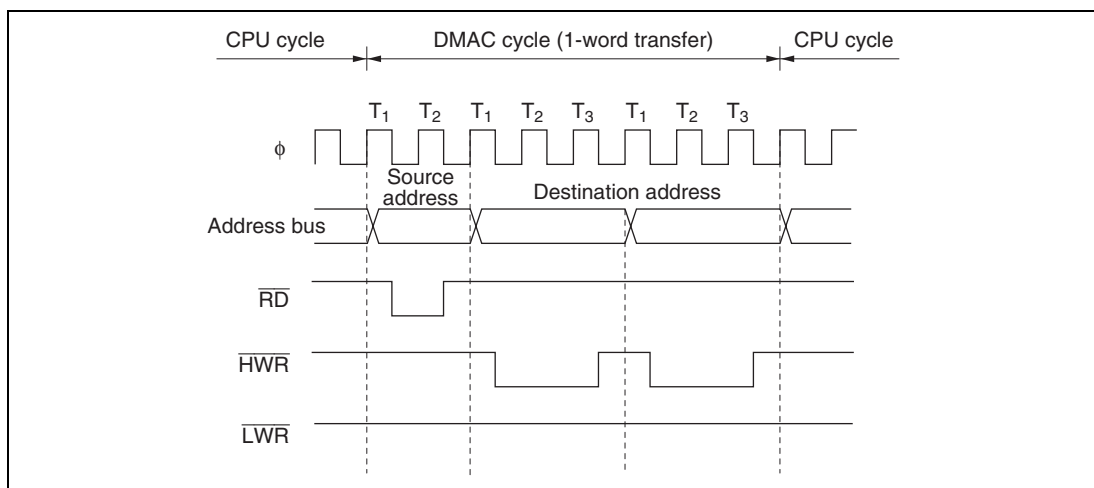 CPU cycle DMAC cycle (1-word transfer) CPU cycle
T1 T2 T1 T2 T3 T1 T2 T3
ϕ
Source
address Destination address
Address bus
RD
HWR
LWR